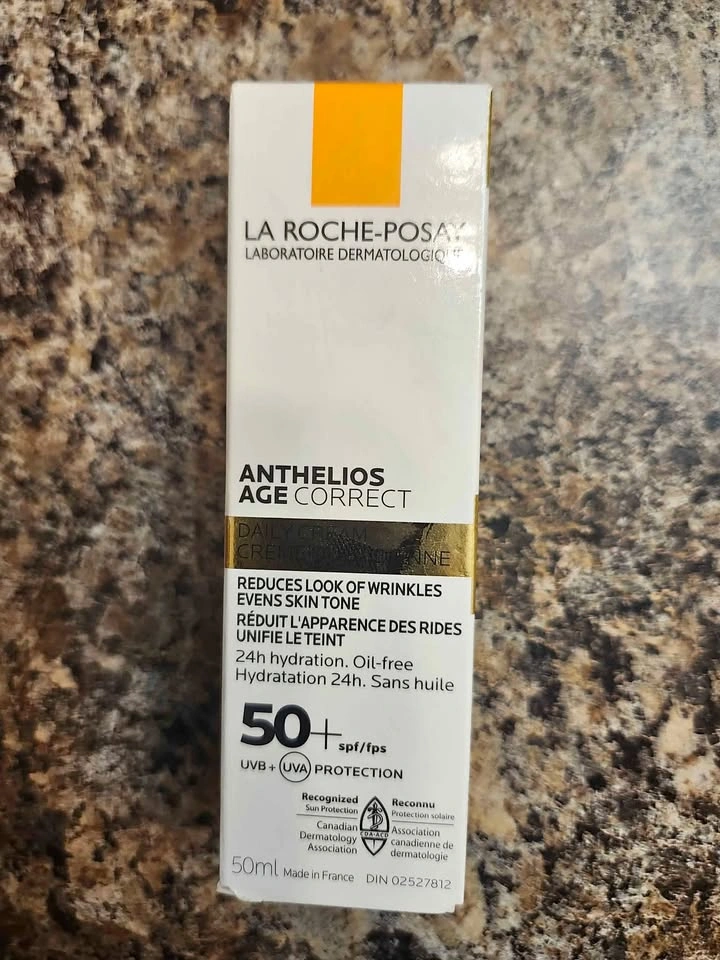 LA ROCHE-POSAY
LABORATOIRE DERMATOLOGIQUE
ANTHELIOS
AGE CORRECT
DAILY CREAM
CRÈME QUOTIDIENNE
REDUCES LOOK OF WRINKLES
EVENS SKIN TONE
RÉDUIT L'APPARENCE DES RIDES
UNIFIE LE TEINT
24h hydration. Oil-free
Hydratation 24h. Sans huile
50+ spf/fps
UVB + UVA PROTECTION
Recognized
Sun Protection
Canadian
Dermatology
Association
CDA-ACD
Reconnu
Protection solaire
Association
canadienne de
dermatologie
50ml Made in France DIN 02527812